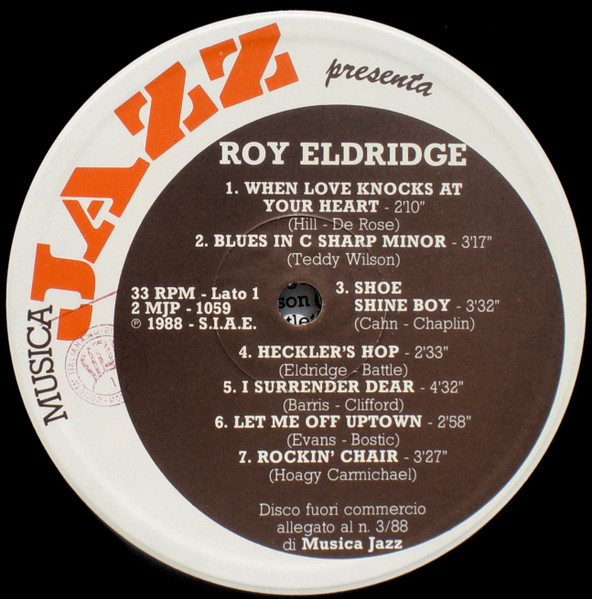 MUSICA
JAZZ
presenta
ROY ELDRIDGE
1. WHEN LOVE KNOCKS AT
YOUR HEART - 2'10"
(Hill - De Rose)
2. BLUES IN C SHARP MINOR - 3'17"
(Teddy Wilson)
33 RPM - Lato 1
2 MJP - 1059
℗ 1988 - S.I.A.E.
3. SHOE
SHINE BOY - 3'32"
(Cahn - Chaplin)
4. HECKLER'S HOP - 2'33"
(Eldridge - Battle)
5. I SURRENDER DEAR - 4'32"
(Barris - Clifford)
6. LET ME OFF UPTOWN - 2'58"
(Evans - Bostic)
7. ROCKIN' CHAIR - 3'27"
(Hoagy Carmichael)
Disco fuori commercio
allegato al n. 3/88
di Musica Jazz